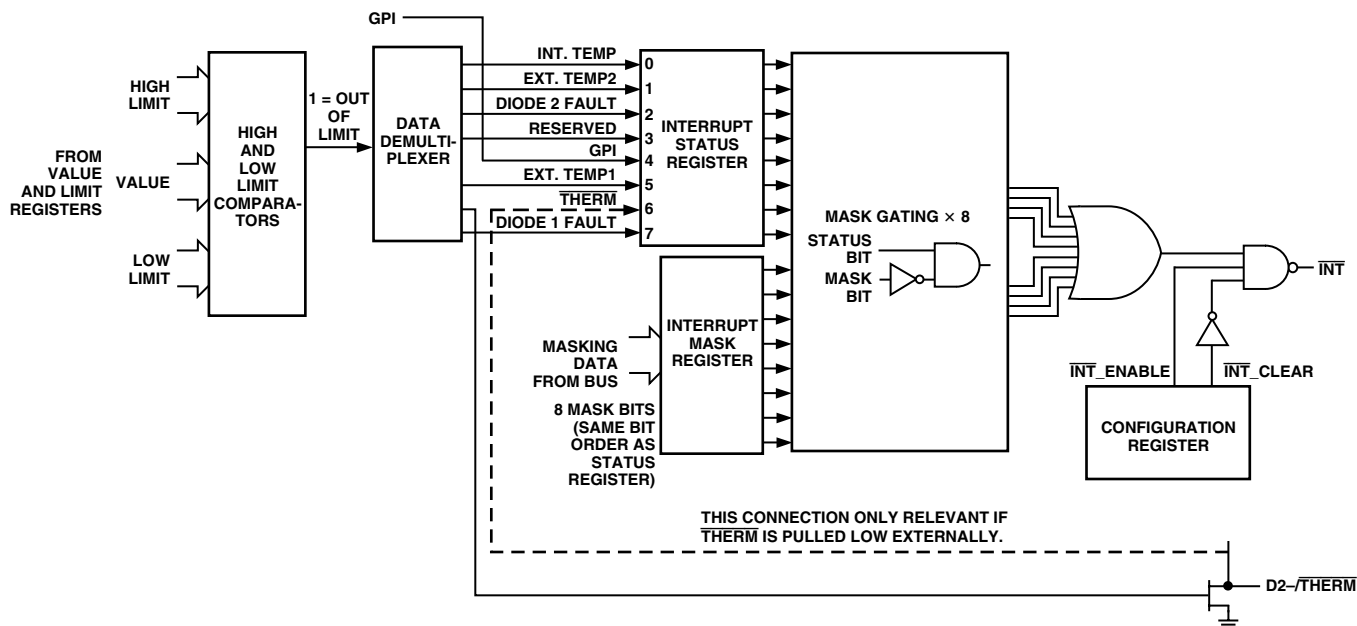 GPI
HIGH
LIMIT
FROM
VALUE
AND LIMIT
REGISTERS
VALUE
LOW
LIMIT
HIGH
AND
LOW
LIMIT
COMPARA-
TORS
1 = OUT
OF
LIMIT
DATA
DEMULTI-
PLEXER
INT. TEMP
EXT. TEMP2
DIODE 2 FAULT
RESERVED
GPI
EXT. TEMP1
THERM
DIODE 1 FAULT
0
1
2
3
4
5
6
7
INTERRUPT
STATUS
REGISTER
MASK GATING × 8
STATUS
BIT
MASK
BIT
INTERRUPT
MASK
REGISTER
MASKING
DATA
FROM BUS
8 MASK BITS
(SAME BIT
ORDER AS
STATUS
REGISTER)
INT
INT_ENABLE
INT_CLEAR
CONFIGURATION
REGISTER
THIS CONNECTION ONLY RELEVANT IF
THERM IS PULLED LOW EXTERNALLY.
D2–/THERM